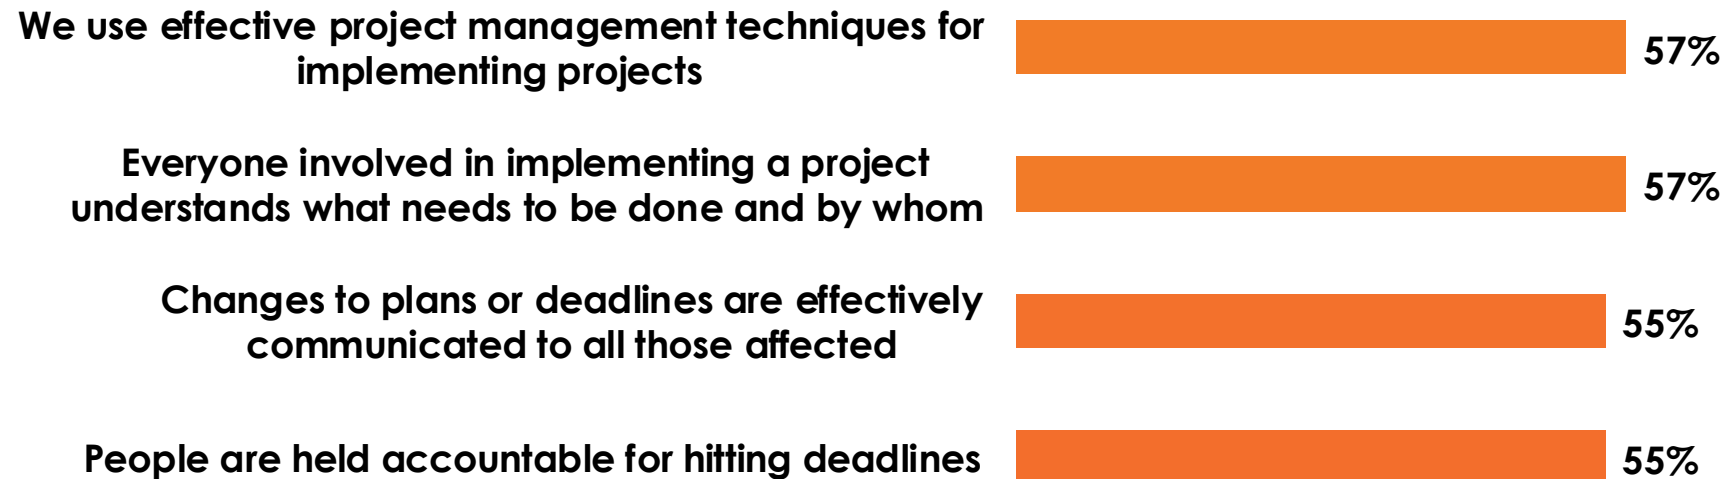 We use effective project management techniques for
implementing projects
57%
Everyone involved in implementing a project
understands what needs to be done and by whom
57%
Changes to plans or deadlines are effectively
communicated to all those affected
55%
People are held accountable for hitting deadlines
55%